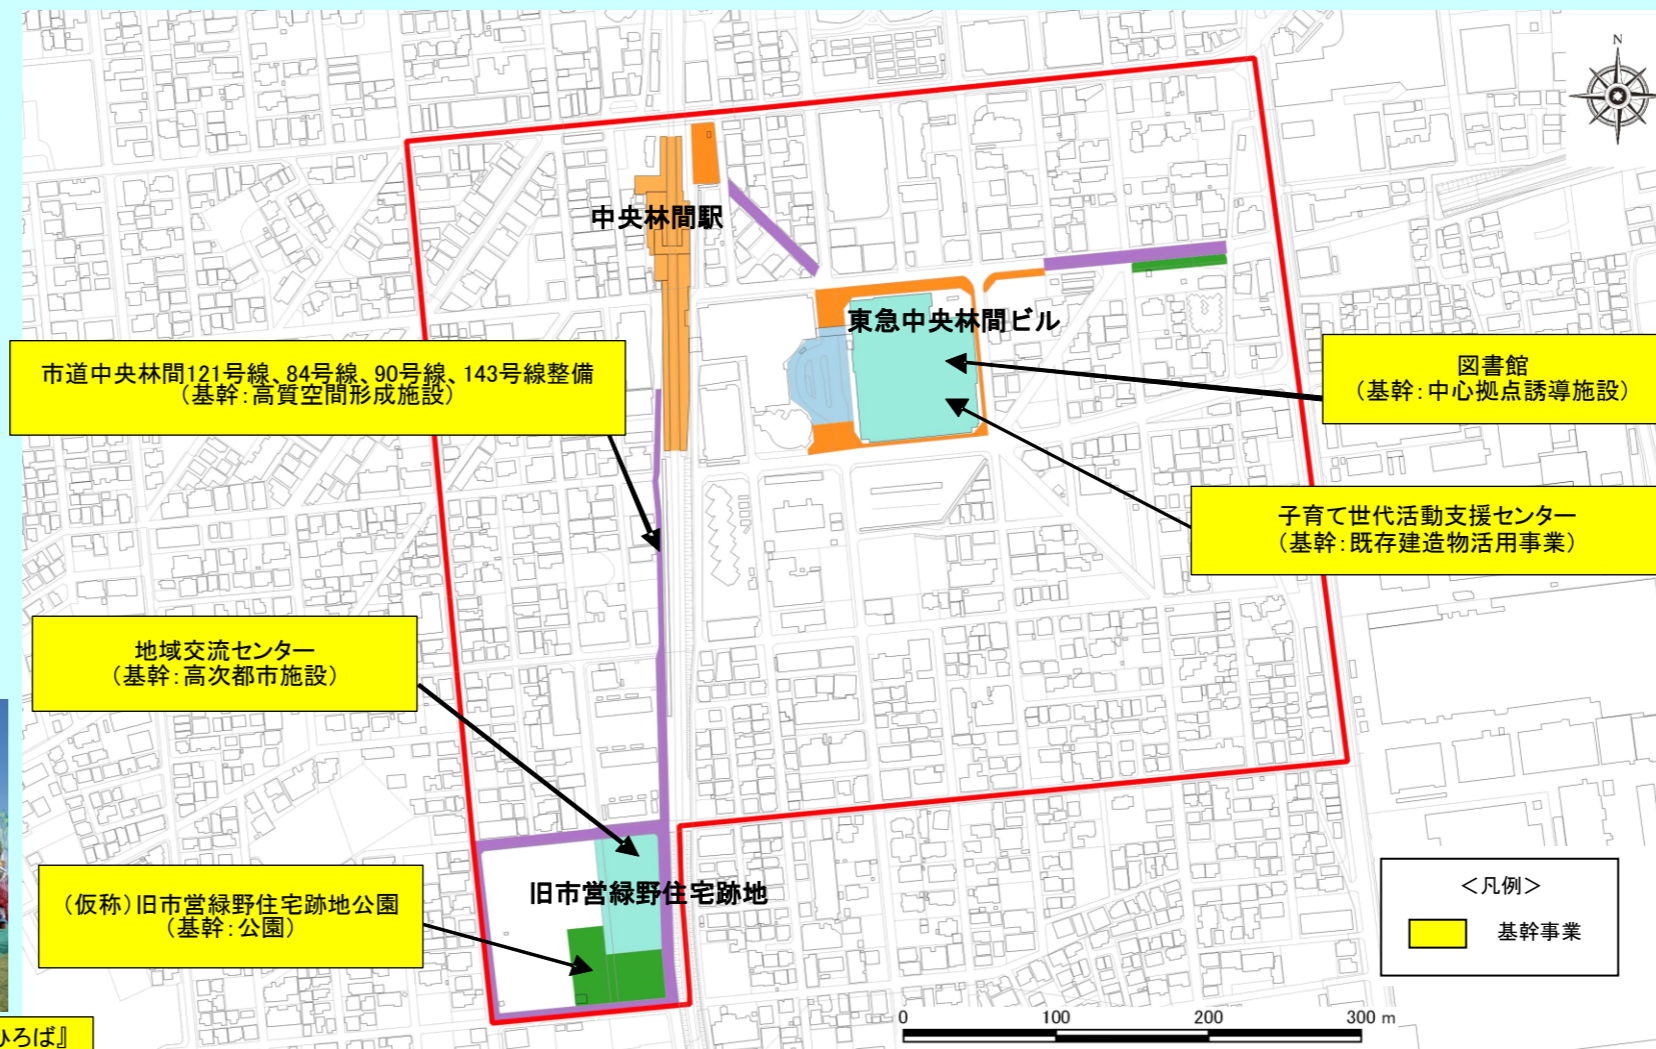 N
中央林間駅
東急中央林間ビル
市道中央林間121号線、84号線、90号線、143号線整備
（基幹：高質空間形成施設）
図書館
（基幹：中心拠点誘導施設）
子育て世代活動支援センター
（基幹：既存建造物活用事業）
地域交流センター
（基幹：高次都市施設）
（仮称）旧市営緑野住宅跡地公園
（基幹：公園）
旧市営緑野住宅跡地
＜凡例＞
基幹事業
0 100 200 300 m
ひろば』